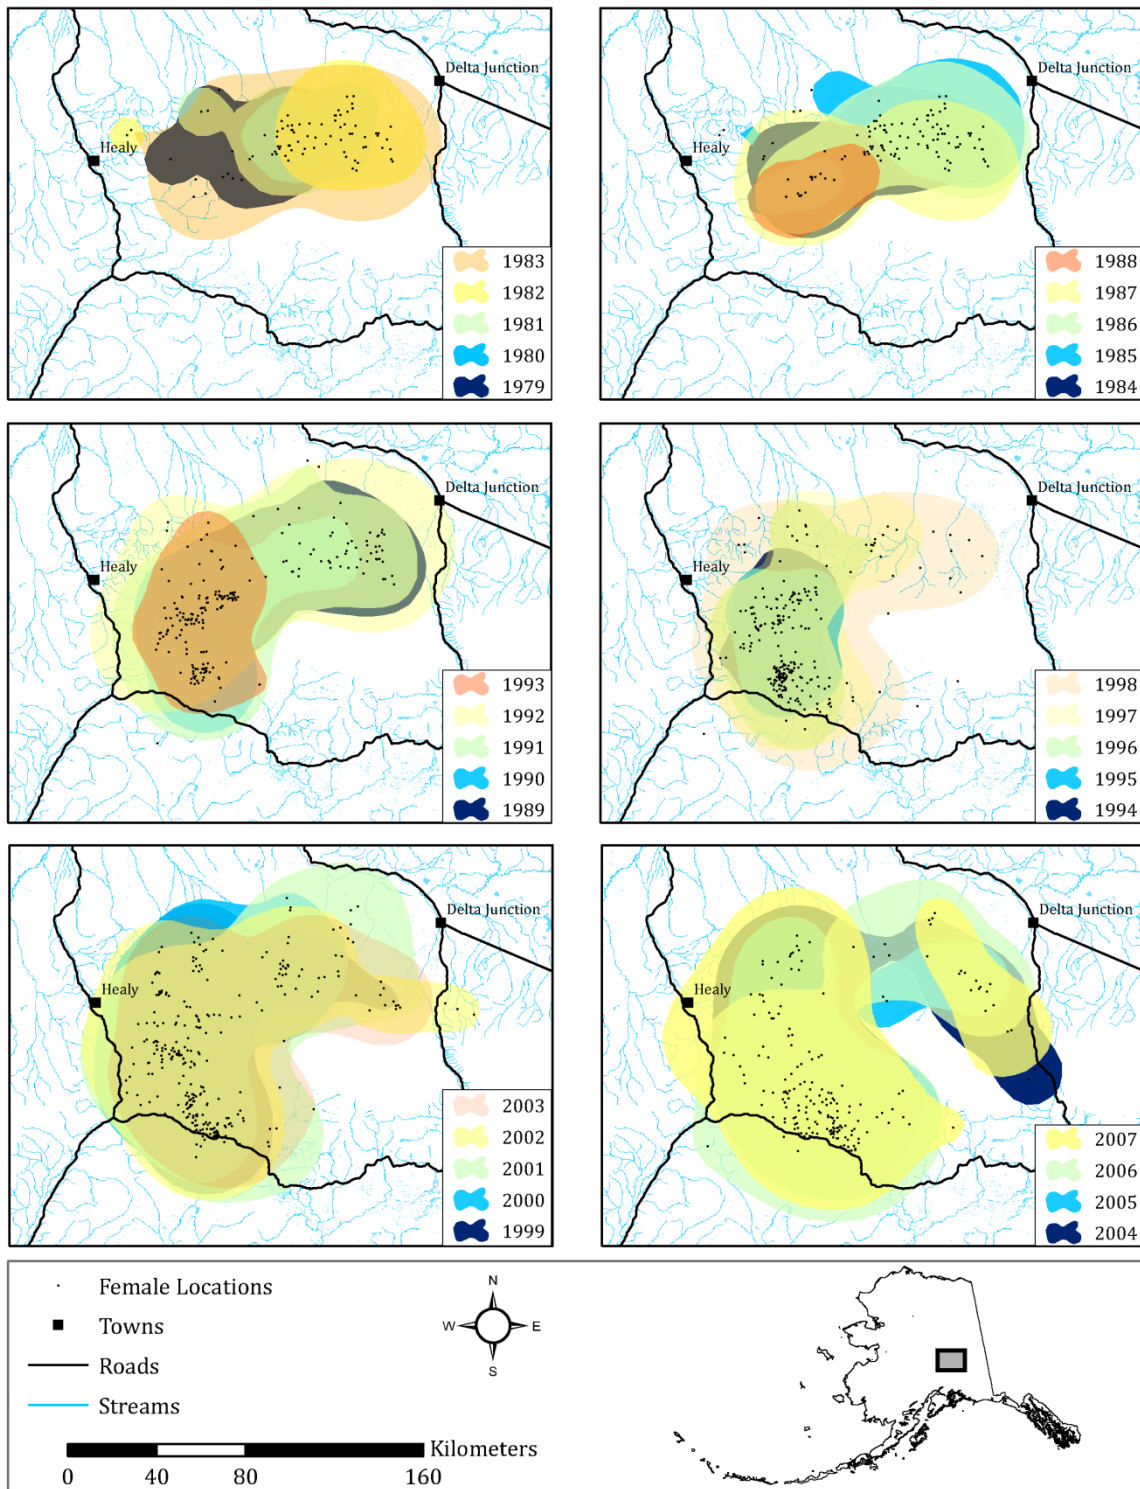 Delta Junction
Healy
1983
1982
1981
1980
1979
Delta Junction
Healy
1988
1987
1986
1985
1984
Delta Junction
Healy
1993
1992
1991
1990
1989
Delta Junction
Healy
1998
1997
1996
1995
1994
Delta Junction
Healy
2003
2002
2001
2000
1999
Delta Junction
Healy
2007
2006
2005
2004
Female Locations
Towns
Roads
Streams
N
W E
S
Kilometers
0 40 80 160